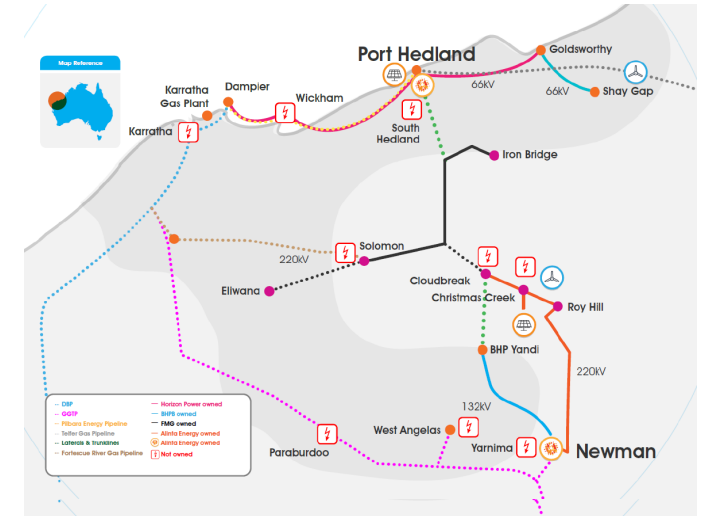 Map Reference
Port Hedland
Goldsworthy
66kV
66kV
Shay Gap
Karratha
Gas Plant
Dampier
Wickham
Karratha
South
Hedland
Iron Bridge
Solomon
220kV
Eliwana
Cloudbreak
Christmas Creek
Roy Hill
BHP Yandi
220kV
132kV
West Angelas
Paraburdoo
Yarnima
Newman
DBP
GGTP
Pilbara Energy Pipeline
Telfer Gas Pipeline
Laterals & Trunklines
Fortescue River Gas Pipeline
Horizon Power owned
BHPB owned
FMG owned
Alinta Energy owned
Alinta Energy owned
Not owned